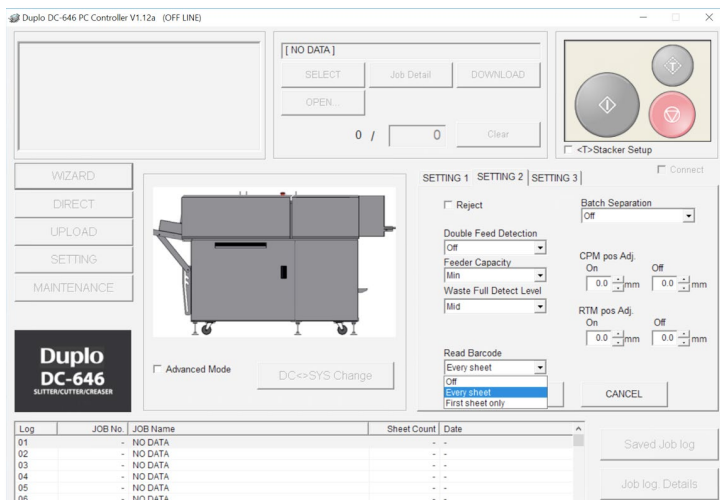 Duplo DC-646 PC Controller V1.12a (OFF LINE)
[ NO DATA ]
SELECT
Job Detail
DOWNLOAD
OPEN...
0 / 0
Clear
<T>Stacker Setup
Connect
WIZARD
DIRECT
UPLOAD
SETTING
MAINTENANCE
Duplo
DC-646
SLITTER/CUTTER/CREASER
Advanced Mode
DC<=>SYS Change
SETTING 1 SETTING 2 SETTING 3
Reject
Double Feed Detection
Off
Feeder Capacity
Min
Waste Full Detect Level
Mid
Read Barcode
Every sheet
Off
Every sheet
First sheet only
Batch Separation
Off
CPM pos Adj.
On Off
0.0 mm 0.0 mm
RTM pos Adj.
On Off
0.0 mm 0.0 mm
CANCEL
Log JOB No. JOB Name Sheet Count Date
01 - NO DATA - -
02 - NO DATA - -
03 - NO DATA - -
04 - NO DATA - -
05 - NO DATA - -
06 - NO DATA - -
Saved Job log
Job log. Details